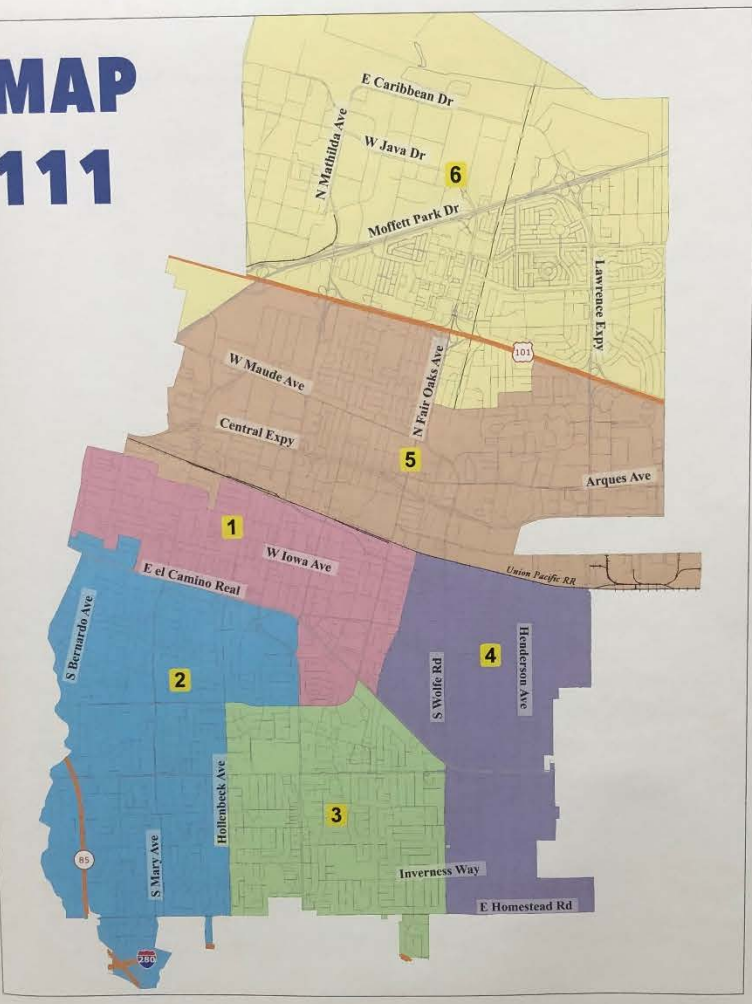 MAP
111
E Caribbean Dr
N Mathilda Ave
W Java Dr
6
Moffett Park Dr
Lawrence Expy
101
W Maude Ave
N Fair Oaks Ave
Central Expy
5
Arques Ave
1
W Iowa Ave
E el Camino Real
Union Pacific RR
S Bernardo Ave
2
S Wolfe Rd
4
Henderson Ave
Hollenbeck Ave
3
85
S Mary Ave
Inverness Way
E Homestead Rd
280